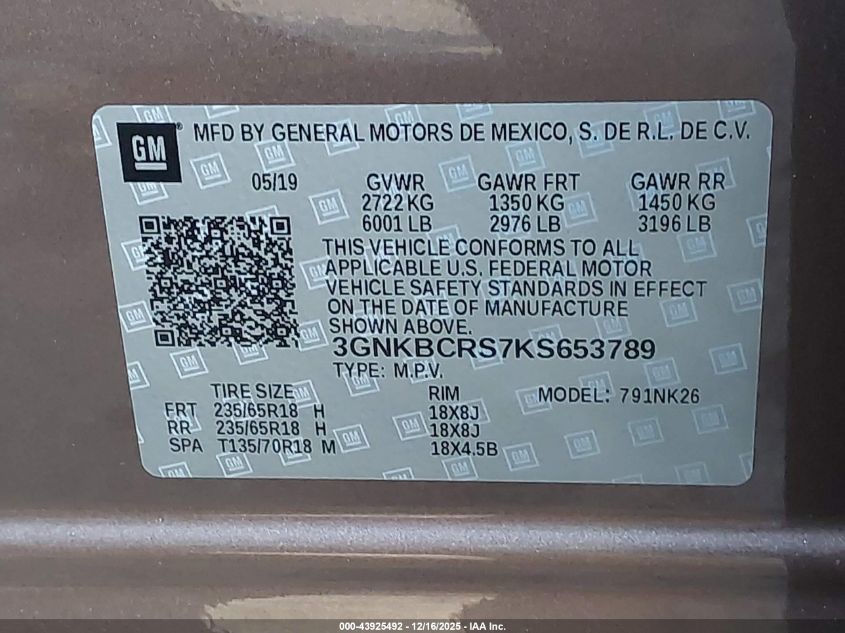 GM® MFD BY GENERAL MOTORS DE MEXICO, S. DE R.L. DE C.V.
05/19 GVWR GAWR FRT GAWR RR
2722 KG 1350 KG 1450 KG
6001 LB 2976 LB 3196 LB
THIS VEHICLE CONFORMS TO ALL
APPLICABLE U.S. FEDERAL MOTOR
VEHICLE SAFETY STANDARDS IN EFFECT
ON THE DATE OF MANUFACTURE
SHOWN ABOVE.
3GNKBCRS7KS653789
TYPE: M.P.V.
TIRE SIZE RIM MODEL: 791NK26
FRT 235/65R18 H 18X8J
RR 235/65R18 H 18X8J
SPA T135/70R18 M 18X4.5B
000-43925492 - 12/16/2025 - IAA Inc.